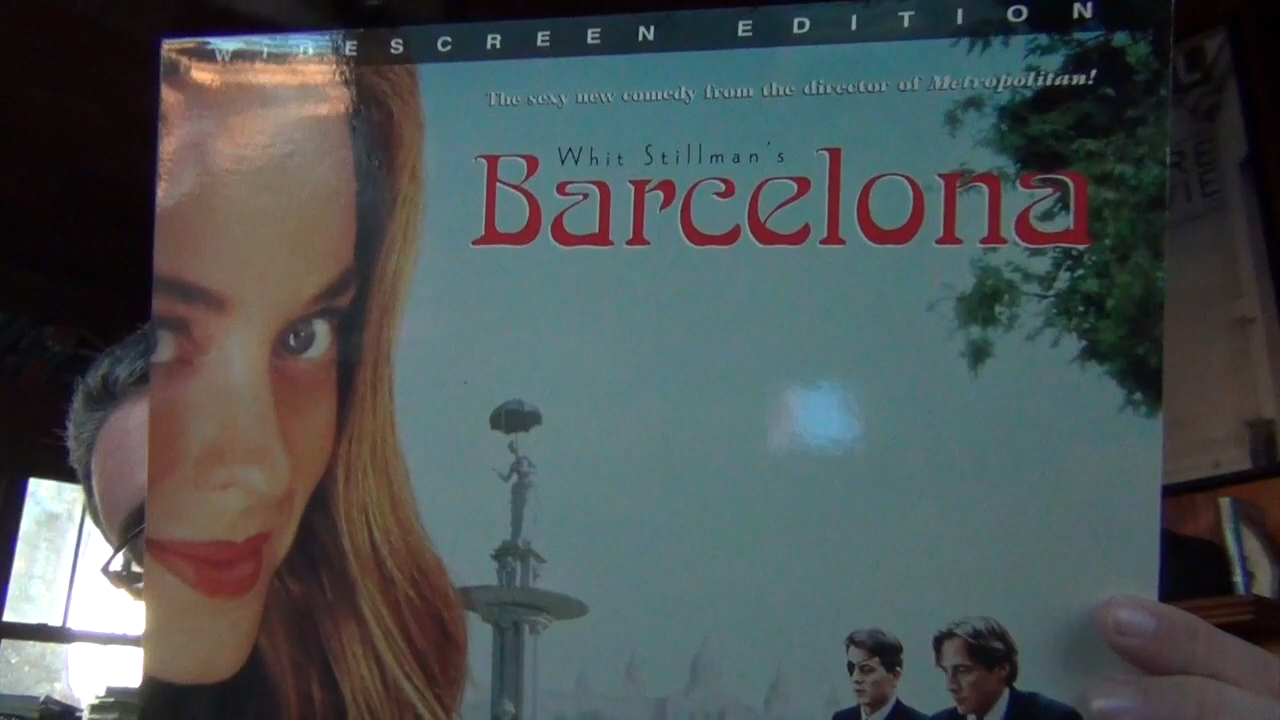 WIDESCREEN EDITION
The sexy new comedy from the director of Metropolitan!
Whit Stillman's
Barcelona